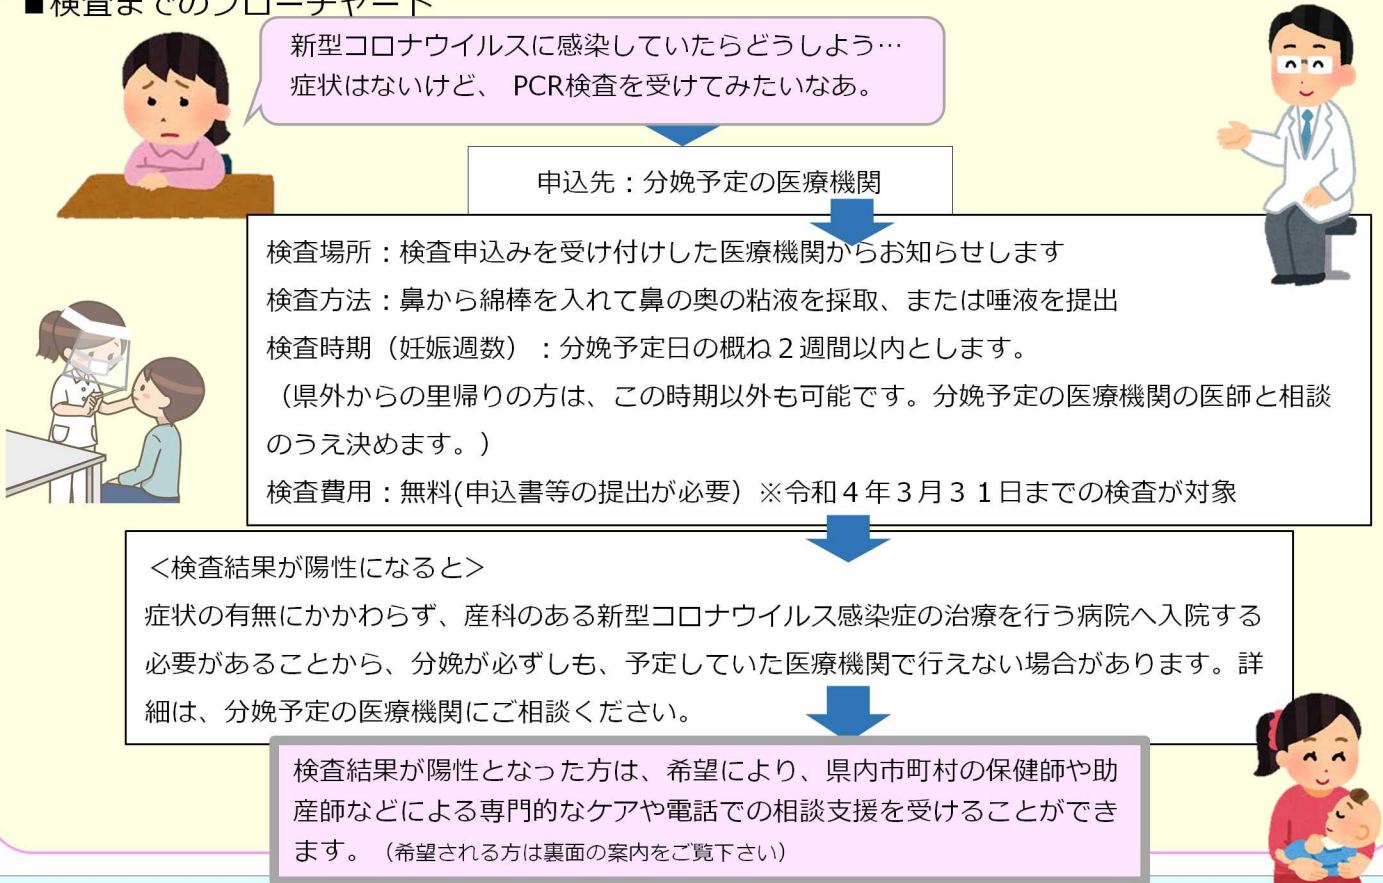 ■検査までのフローチャート
新型コロナウイルスに感染していたらどうしよう…
症状はないけど、 PCR検査を受けてみたいなあ。
申込先：分娩予定の医療機関
検査場所：検査申込みを受け付けした医療機関からお知らせします
検査方法：鼻から綿棒を入れて鼻の奥の粘液を採取、または唾液を提出
検査時期（妊娠週数）：分娩予定日の概ね２週間以内とします。
（県外からの里帰りの方は、この時期以外も可能です。分娩予定の医療機関の医師と相談
のうえ決めます。）
検査費用：無料(申込書等の提出が必要）※令和４年３月３１日までの検査が対象
＜検査結果が陽性になると＞
症状の有無にかかわらず、産科のある新型コロナウイルス感染症の治療を行う病院へ入院する
必要があることから、分娩が必ずしも、予定していた医療機関で行えない場合があります。詳
細は、分娩予定の医療機関にご相談ください。
検査結果が陽性となった方は、希望により、県内市町村の保健師や助
産師などによる専門的なケアや電話での相談支援を受けることができ
ます。（希望される方は裏面の案内をご覧下さい）